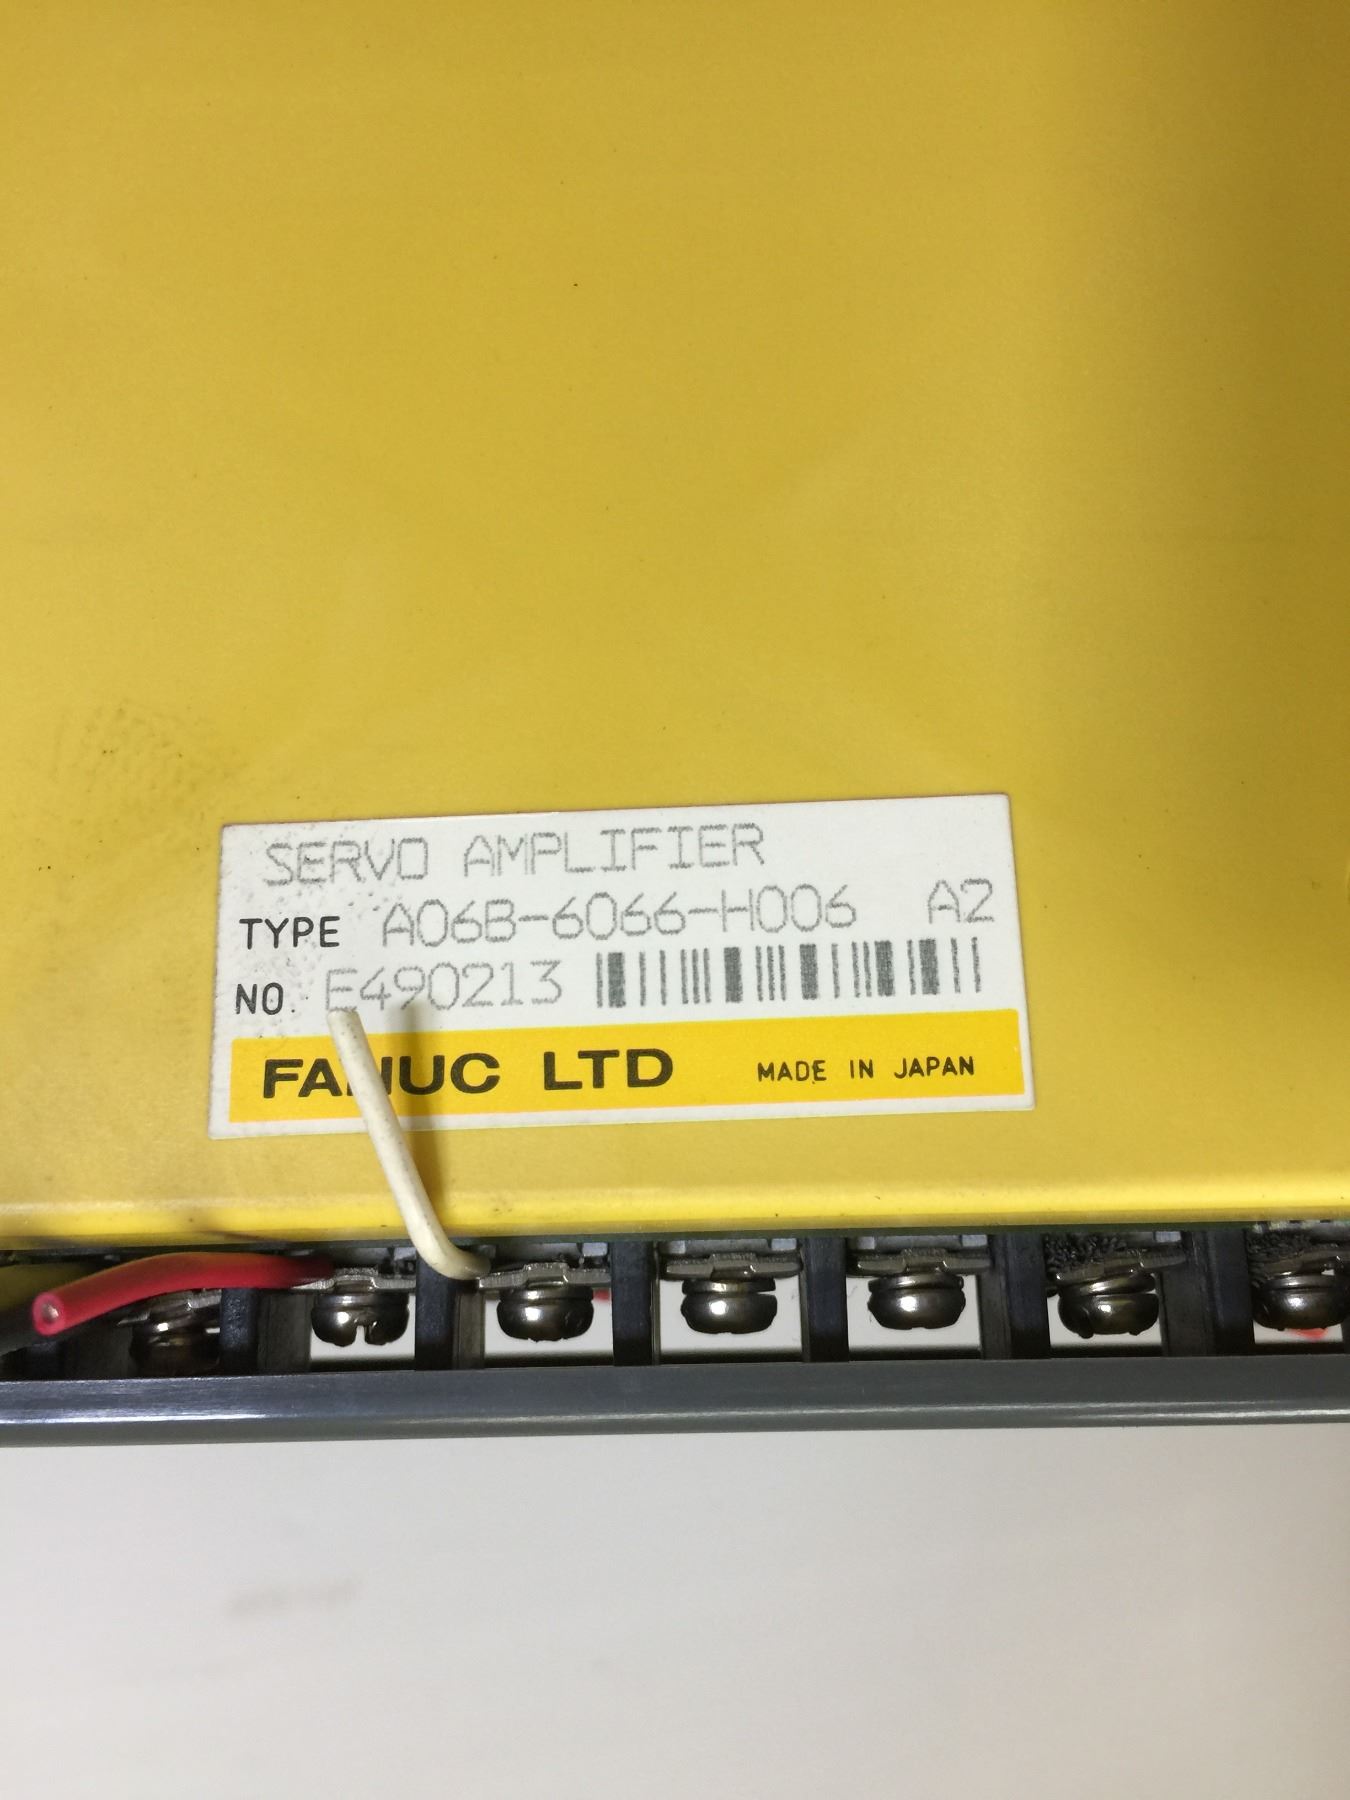 SERVO AMPLIFIER
TYPE A06B-6066-H006 A2
NO. E490213
FANUC LTD MADE IN JAPAN